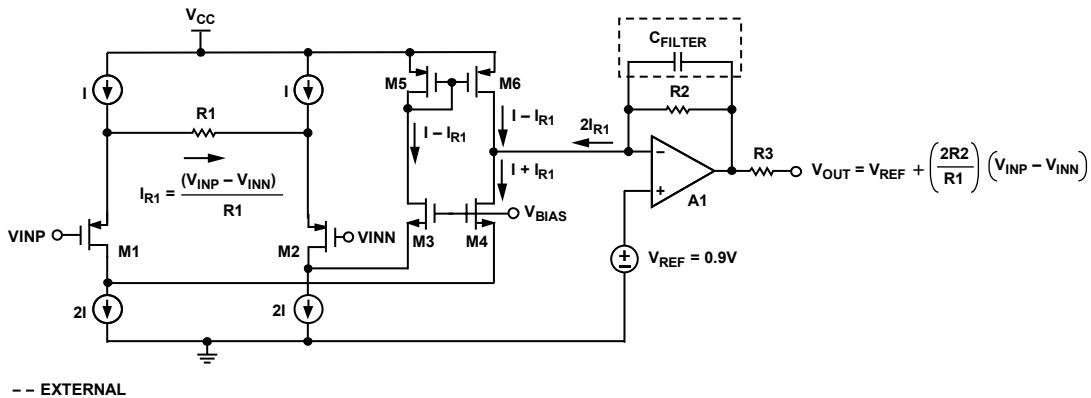 VCC
CFILTER
M5
M6
I
I
R1
R2
I – IR1
I – IR1
2IR1
R3
–
+
A1
VOUT = VREF + (2R2/R1) (VINP – VINN)
IR1 = (VINP – VINN)/R1
I + IR1
VBIAS
VINP
M1
M2
VINN
M3
M4
VREF = 0.9V
+
–
2I
2I
– – EXTERNAL